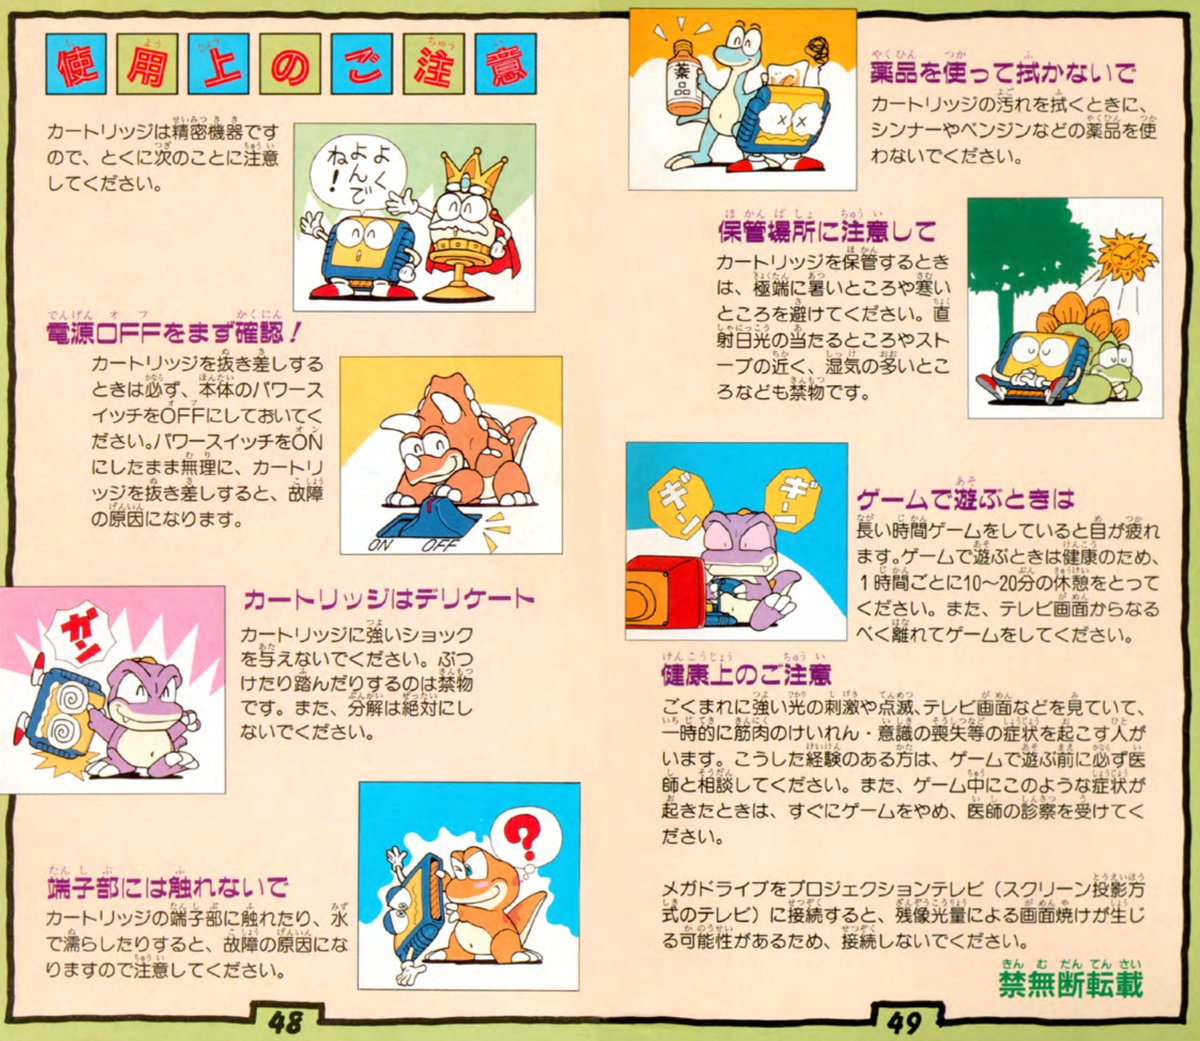 使用上のご注意
カートリッジは精密機器です
ので、とくに次のことに注意
してください。
よく
よんで
ね!
電源OFFをまず確認!
カートリッジを抜き差しする
ときは必ず、本体のパワース
イッチをOFFにしておいてく
ださい。パワースイッチをON
にしたまま無理に、カートリ
ッジを抜き差しすると、故障
の原因になります。
ON OFF
カートリッジはデリケート
カートリッジに強いショック
を与えないでください。ぶつ
けたり踏んだりするのは禁物
です。また、分解は絶対にし
ないでください。
ガン
端子部には触れないで
カートリッジの端子部に触れたり、水
で濡らしたりすると、故障の原因にな
りますので注意してください。
?
48
薬品
薬品を使って拭かないで
カートリッジの汚れを拭くときに、
シンナーやベンジンなどの薬品を使
わないでください。
保管場所に注意して
カートリッジを保管するとき
は、極端に暑いところや寒い
ところを避けてください。直
射日光の当たるところやスト
ーブの近く、湿気の多いとこ
ろなども禁物です。
ギン
ギン
ゲームで遊ぶときは
長い時間ゲームをしていると目が疲れ
ます。ゲームで遊ぶときは健康のため、
1時間ごとに10〜20分の休憩をとって
ください。また、テレビ画面からなる
べく離れてゲームをしてください。
健康上のご注意
ごくまれに強い光の刺激や点滅、テレビ画面などを見ていて、
一時的に筋肉のけいれん・意識の喪失等の症状を起こす人が
います。こうした経験のある方は、ゲームで遊ぶ前に必ず医
師と相談してください。また、ゲーム中にこのような症状が
起きたときは、すぐにゲームをやめ、医師の診察を受けてく
ださい。
メガドライブをプロジェクションテレビ（スクリーン投影方
式のテレビ）に接続すると、残像光量による画面焼けが生じ
る可能性があるため、接続しないでください。
禁無断転載
49